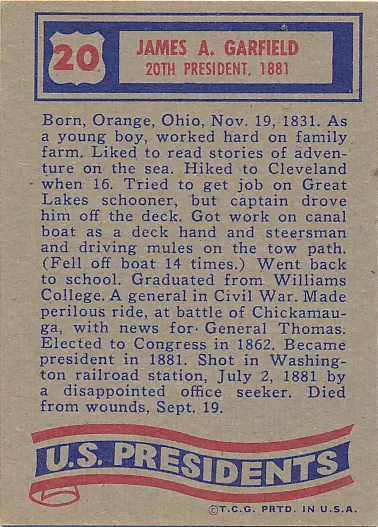 20
JAMES A. GARFIELD
20TH PRESIDENT, 1881
Born, Orange, Ohio, Nov. 19, 1831. As
a young boy, worked hard on family
farm. Liked to read stories of adven-
ture on the sea. Hiked to Cleveland
when 16. Tried to get job on Great
Lakes schooner, but captain drove
him off the deck. Got work on canal
boat as a deck hand and steersman
and driving mules on the tow path.
(Fell off boat 14 times.) Went back
to school. Graduated from Williams
College. A general in Civil War. Made
perilous ride, at battle of Chickamau-
ga, with news for General Thomas.
Elected to Congress in 1862. Became
president in 1881. Shot in Washing-
ton railroad station, July 2, 1881 by
a disappointed office seeker. Died
from wounds, Sept. 19.
U.S. PRESIDENTS
©T.C.G. PRTD. IN U.S.A.